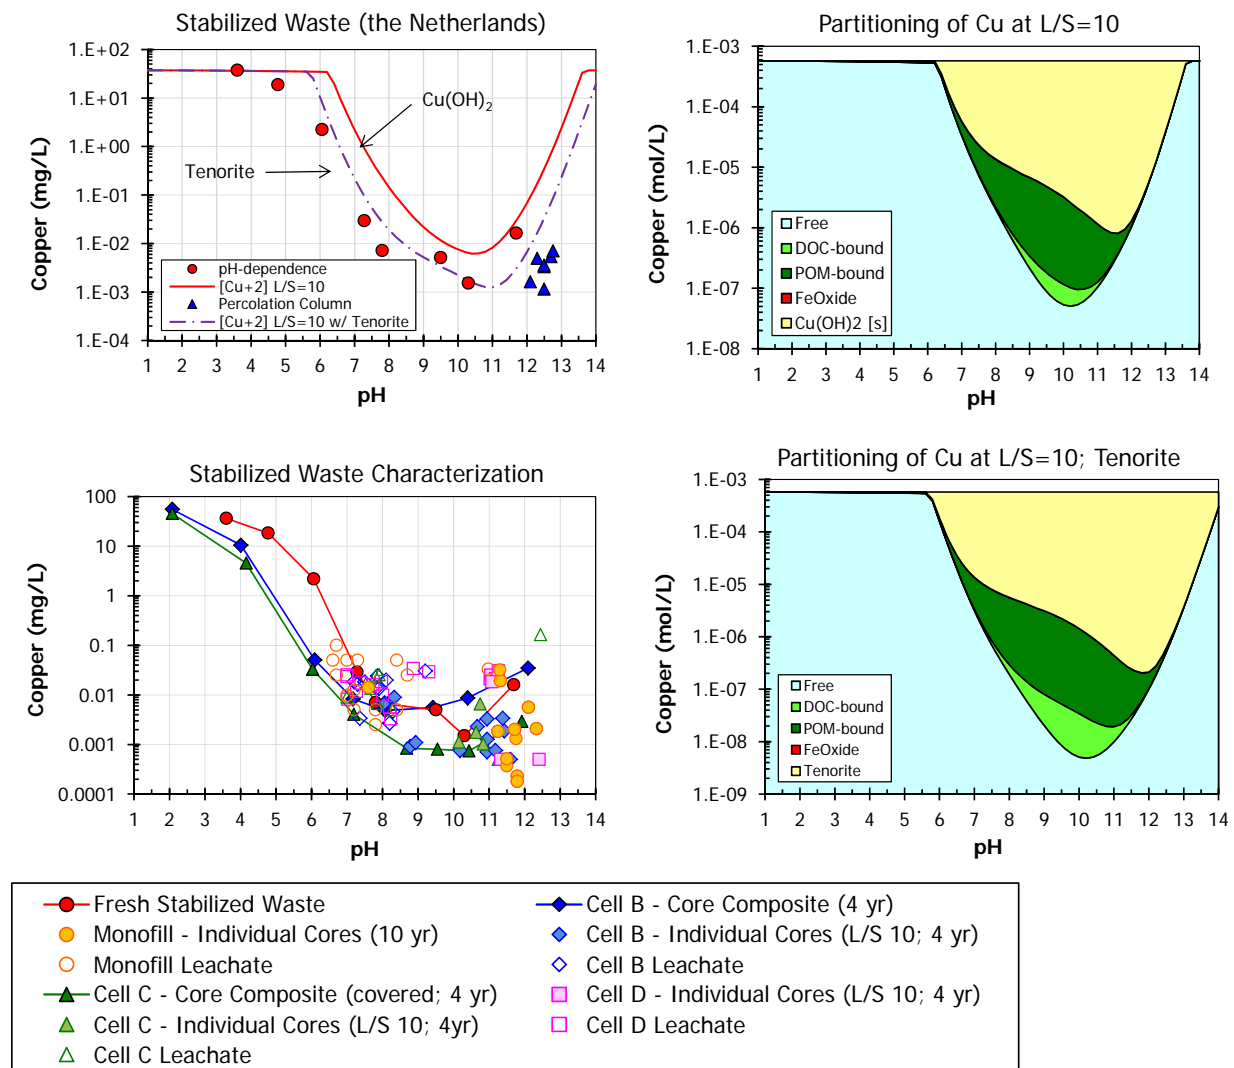 Stabilized Waste (the Netherlands)
1.E+02
1.E+01
1.E+00
1.E-01
1.E-02
1.E-03
1.E-04
Copper (mg/L)
Cu(OH)2
Tenorite
pH-dependence
[Cu+2] L/S=10
Percolation Column
[Cu+2] L/S=10 w/ Tenorite
1 2 3 4 5 6 7 8 9 10 11 12 13 14
pH
Partitioning of Cu at L/S=10
1.E-03
1.E-04
1.E-05
1.E-06
1.E-07
1.E-08
Copper (mol/L)
Free
DOC-bound
POM-bound
FeOxide
Cu(OH)2 [s]
1 2 3 4 5 6 7 8 9 10 11 12 13 14
pH
Stabilized Waste Characterization
100
10
1
0.1
0.01
0.001
0.0001
Copper (mg/L)
1 2 3 4 5 6 7 8 9 10 11 12 13 14
pH
Partitioning of Cu at L/S=10; Tenorite
1.E-03
1.E-04
1.E-05
1.E-06
1.E-07
1.E-08
1.E-09
Copper (mol/L)
Free
DOC-bound
POM-bound
FeOxide
Tenorite
1 2 3 4 5 6 7 8 9 10 11 12 13 14
pH
Fresh Stabilized Waste
Monofill - Individual Cores (10 yr)
Monofill Leachate
Cell C - Core Composite (covered; 4 yr)
Cell C - Individual Cores (L/S 10; 4yr)
Cell C Leachate
Cell B - Core Composite (4 yr)
Cell B - Individual Cores (L/S 10; 4 yr)
Cell B Leachate
Cell D - Individual Cores (L/S 10; 4 yr)
Cell D Leachate